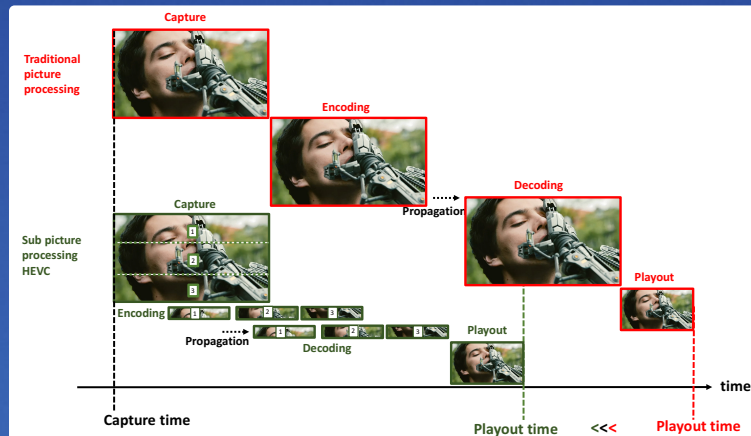 Capture
Traditional
picture
processing
Encoding
Decoding
Propagation
Capture
Sub picture
processing
HEVC
1
2
3
Playout
Encoding
1
2
3
Propagation
1
2
3
Decoding
Playout
time
Capture time
Playout time
<<<
Playout time